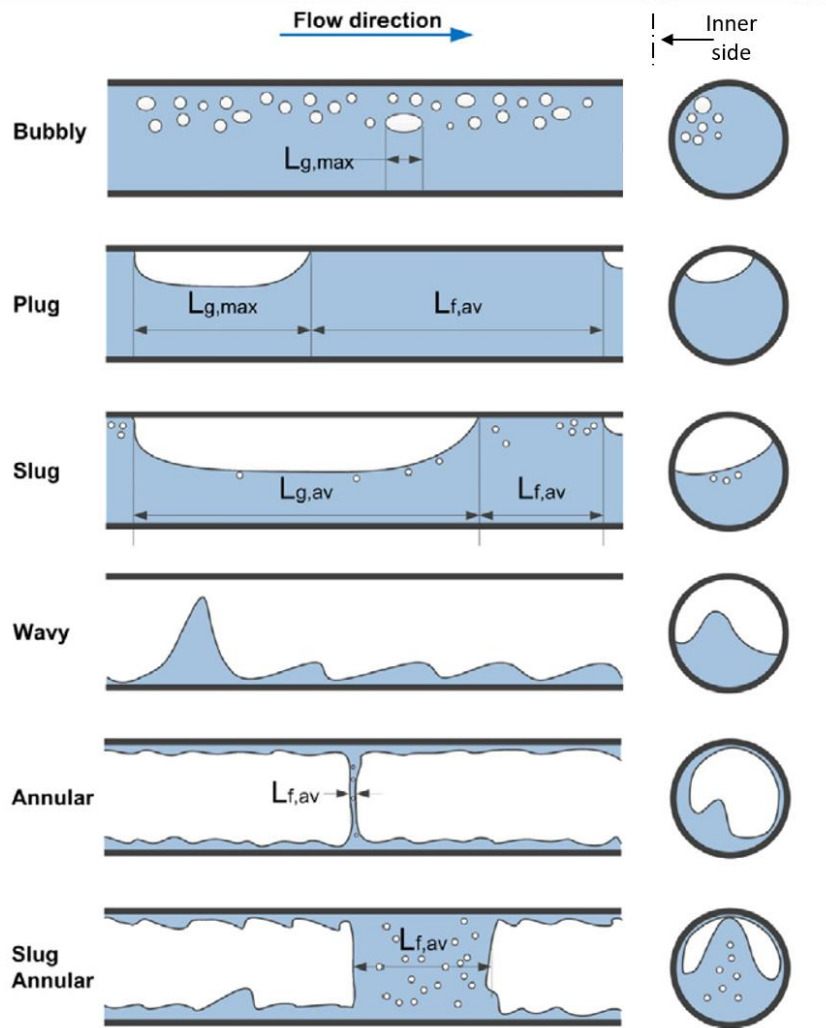 Flow direction
Inner
side
Bubbly
Lg,max
Plug
Lg,max
Lf,av
Slug
Lg,av
Lf,av
Wavy
Annular
Lf,av
Slug
Annular
Lf,av